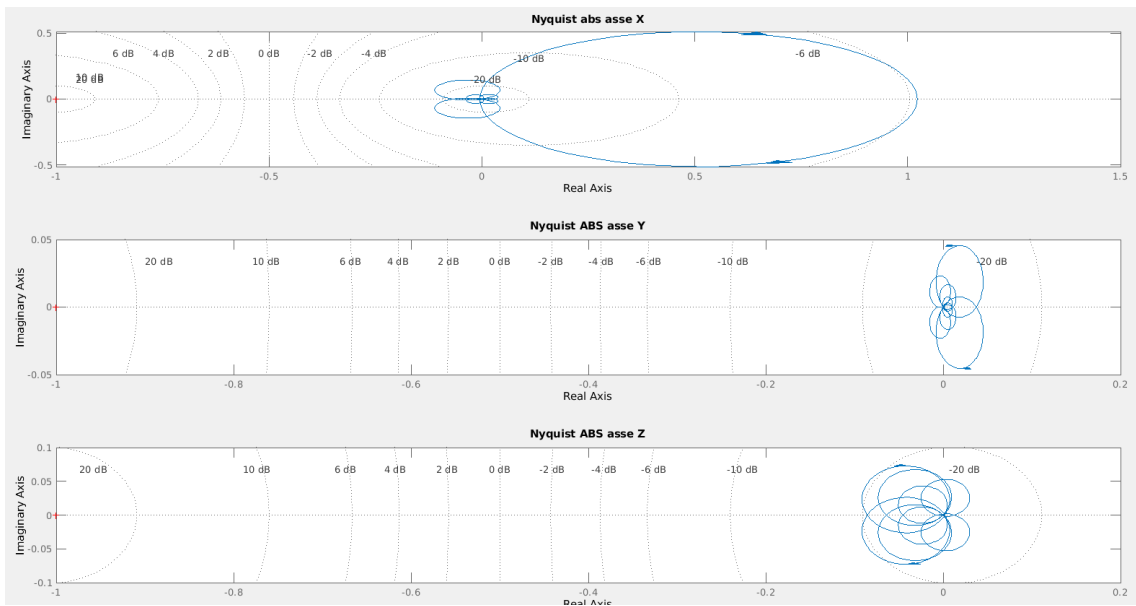 Nyquist abs asse X
0.5
6 dB 4 dB 2 dB 0 dB -2 dB -4 dB -10 dB -6 dB
10 dB
20 dB
20 dB
0
-0.5
-1 -0.5 0 0.5 1 1.5
Imaginary Axis
Real Axis
Nyquist ABS asse Y
0.05
20 dB 10 dB 6 dB 4 dB 2 dB 0 dB -2 dB -4 dB -6 dB -10 dB -20 dB
0
-0.05
-1 -0.8 -0.6 -0.4 -0.2 0 0.2
Imaginary Axis
Real Axis
Nyquist ABS asse Z
0.1
20 dB 10 dB 6 dB 4 dB 2 dB 0 dB -2 dB -4 dB -6 dB -10 dB -20 dB
0.05
0
-0.05
-0.1
-1 -0.8 -0.6 -0.4 -0.2 0 0.2
Imaginary Axis
Real Axis